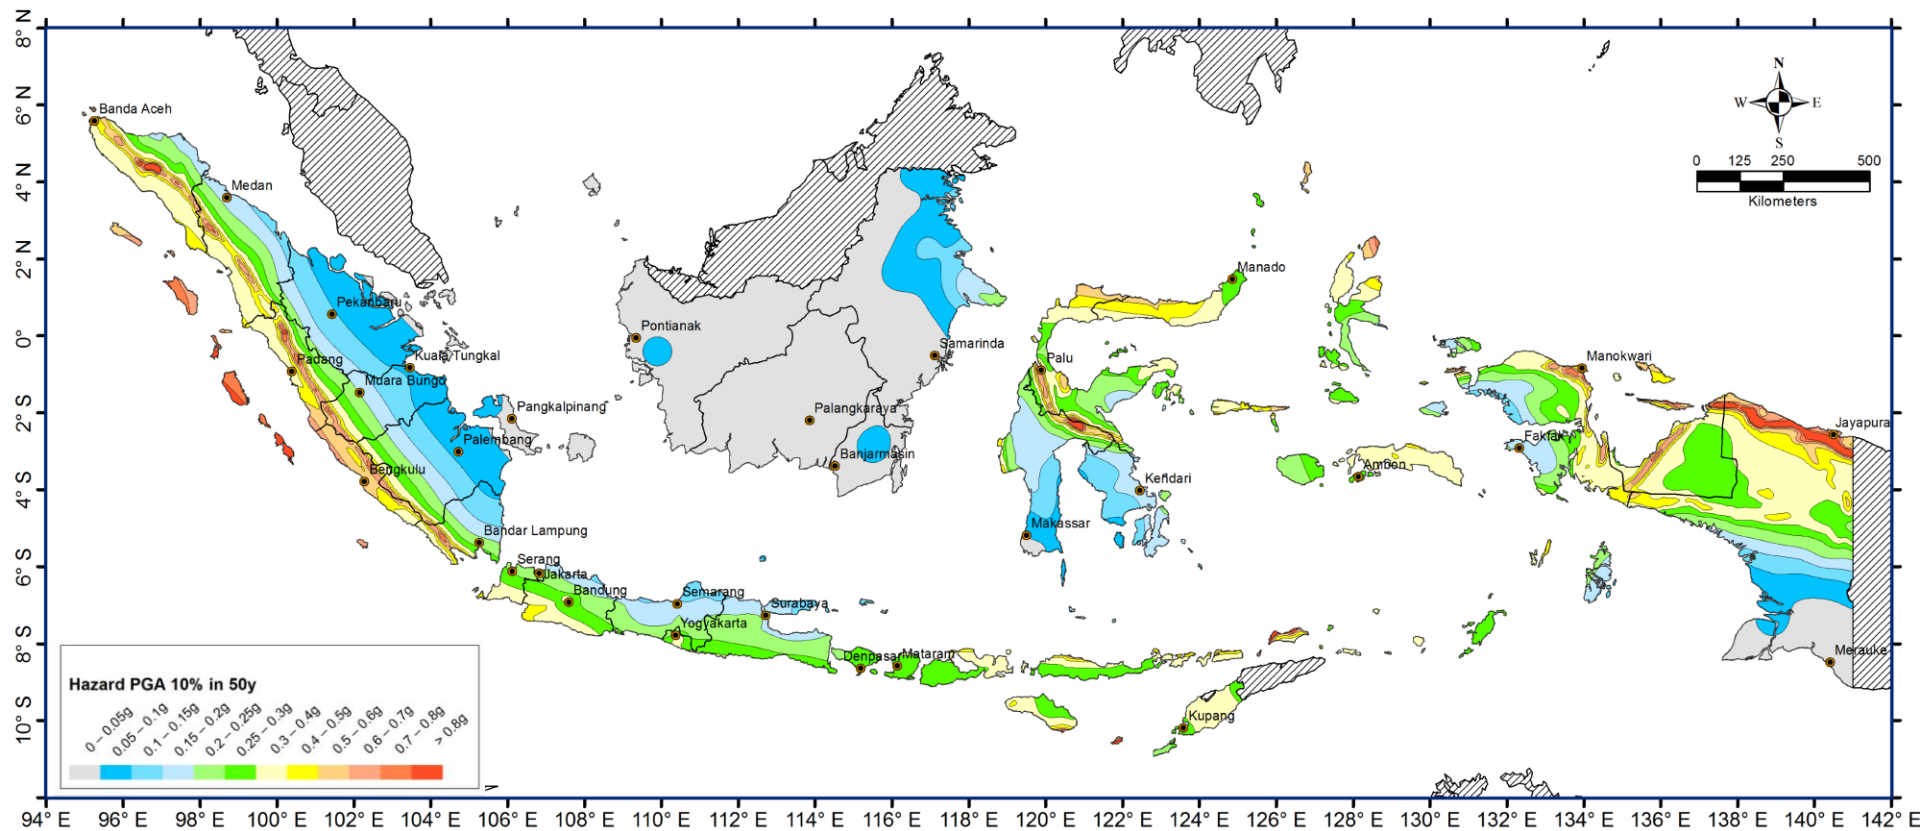 8° N
6° N
4° N
2° N
0°
2° S
4° S
6° S
8° S
10° S
N
W
E
S
0 125 250 500
Kilometers
Banda Aceh
Medan
Pekanbaru
Padang
Kuala Tungkal
Muara Bungo
Pangkalpinang
Palembang
Bengkulu
Bandar Lampung
Serang
Jakarta
Bandung
Semarang
Surabaya
Yogyakarta
Denpasar
Mataram
Pontianak
Samarinda
Palangkaraya
Banjarmasin
Manado
Palu
Kendari
Makassar
Kupang
Ambon
Manokwari
Fakfak
Jayapura
Merauke
Hazard PGA 10% in 50y
0 – 0.05g
0.05 – 0.1g
0.1 – 0.15g
0.15 – 0.2g
0.2 – 0.25g
0.25 – 0.3g
0.3 – 0.4g
0.4 – 0.5g
0.5 – 0.6g
0.6 – 0.7g
0.7 – 0.8g
> 0.8g
94° E 96° E 98° E 100° E 102° E 104° E 106° E 108° E 110° E 112° E 114° E 116° E 118° E 120° E 122° E 124° E 126° E 128° E 130° E 132° E 134° E 136° E 138° E 140° E 142° E